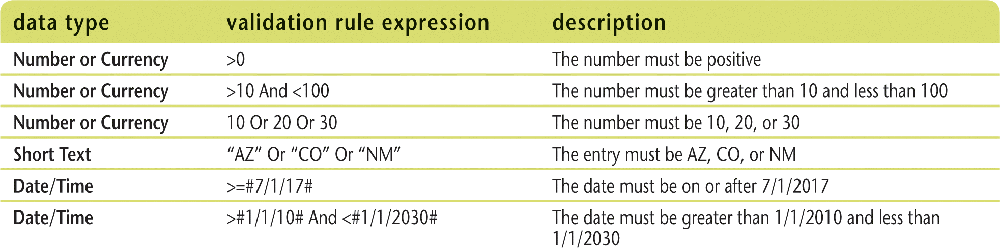 data type validation rule expression description
Number or Currency >0 The number must be positive
Number or Currency >10 And <100 The number must be greater than 10 and less than 100
Number or Currency 10 Or 20 Or 30 The number must be 10, 20, or 30
Short Text “AZ” Or “CO” Or “NM” The entry must be AZ, CO, or NM
Date/Time >=#7/1/17# The date must be on or after 7/1/2017
Date/Time >#1/1/10# And <#1/1/2030# The date must be greater than 1/1/2010 and less than
1/1/2030